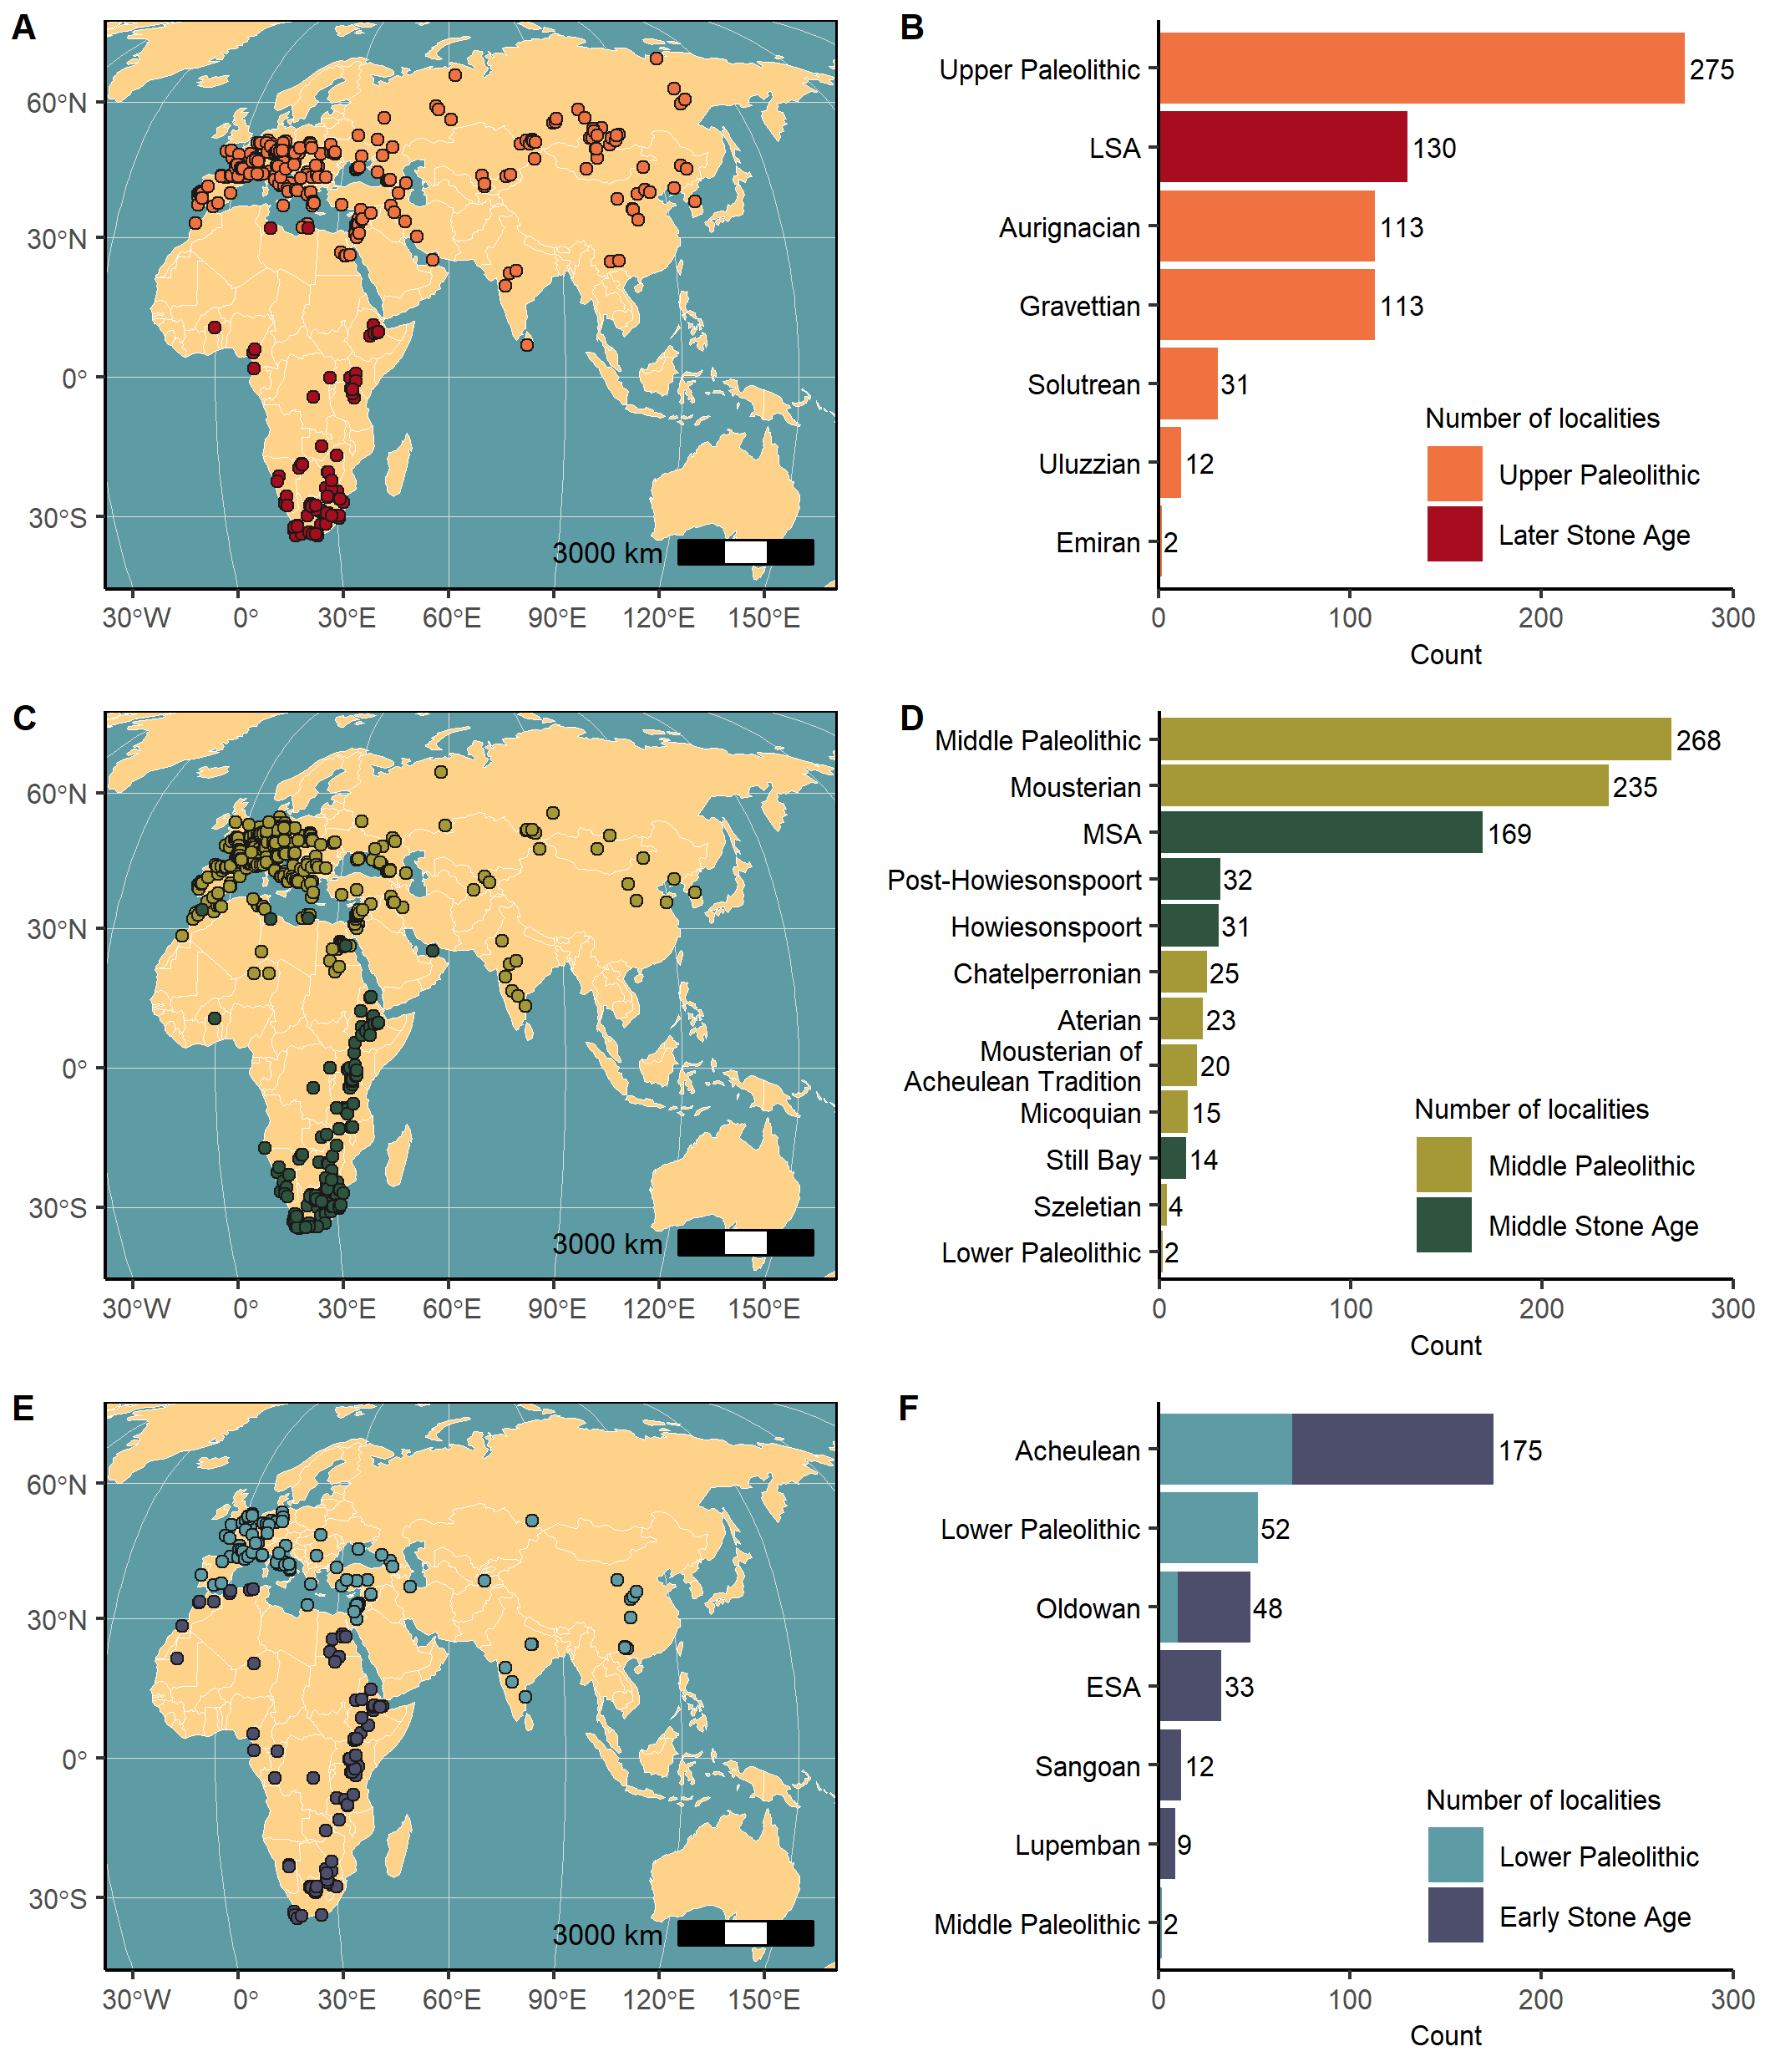 A
60°N
30°N
0°
30°S
3000 km
30°W 0° 30°E 60°E 90°E 120°E 150°E
B
Upper Paleolithic 275
LSA 130
Aurignacian 113
Gravettian 113
Solutrean 31
Uluzzian 12
Emiran 2
Number of localities
Upper Paleolithic
Later Stone Age
0 100 200 300
Count
C
60°N
30°N
0°
30°S
3000 km
30°W 0° 30°E 60°E 90°E 120°E 150°E
D
Middle Paleolithic 268
Mousterian 235
MSA 169
Post-Howiesonspoort 32
Howiesonspoort 31
Chatelperronian 25
Aterian 23
Mousterian of
Acheulean Tradition 20
Micoquian 15
Still Bay 14
Szeletian 4
Lower Paleolithic 2
Number of localities
Middle Paleolithic
Middle Stone Age
0 100 200 300
Count
E
60°N
30°N
0°
30°S
3000 km
30°W 0° 30°E 60°E 90°E 120°E 150°E
F
Acheulean 175
Lower Paleolithic 52
Oldowan 48
ESA 33
Sangoan 12
Lupemban 9
Middle Paleolithic 2
Number of localities
Lower Paleolithic
Early Stone Age
0 100 200 300
Count